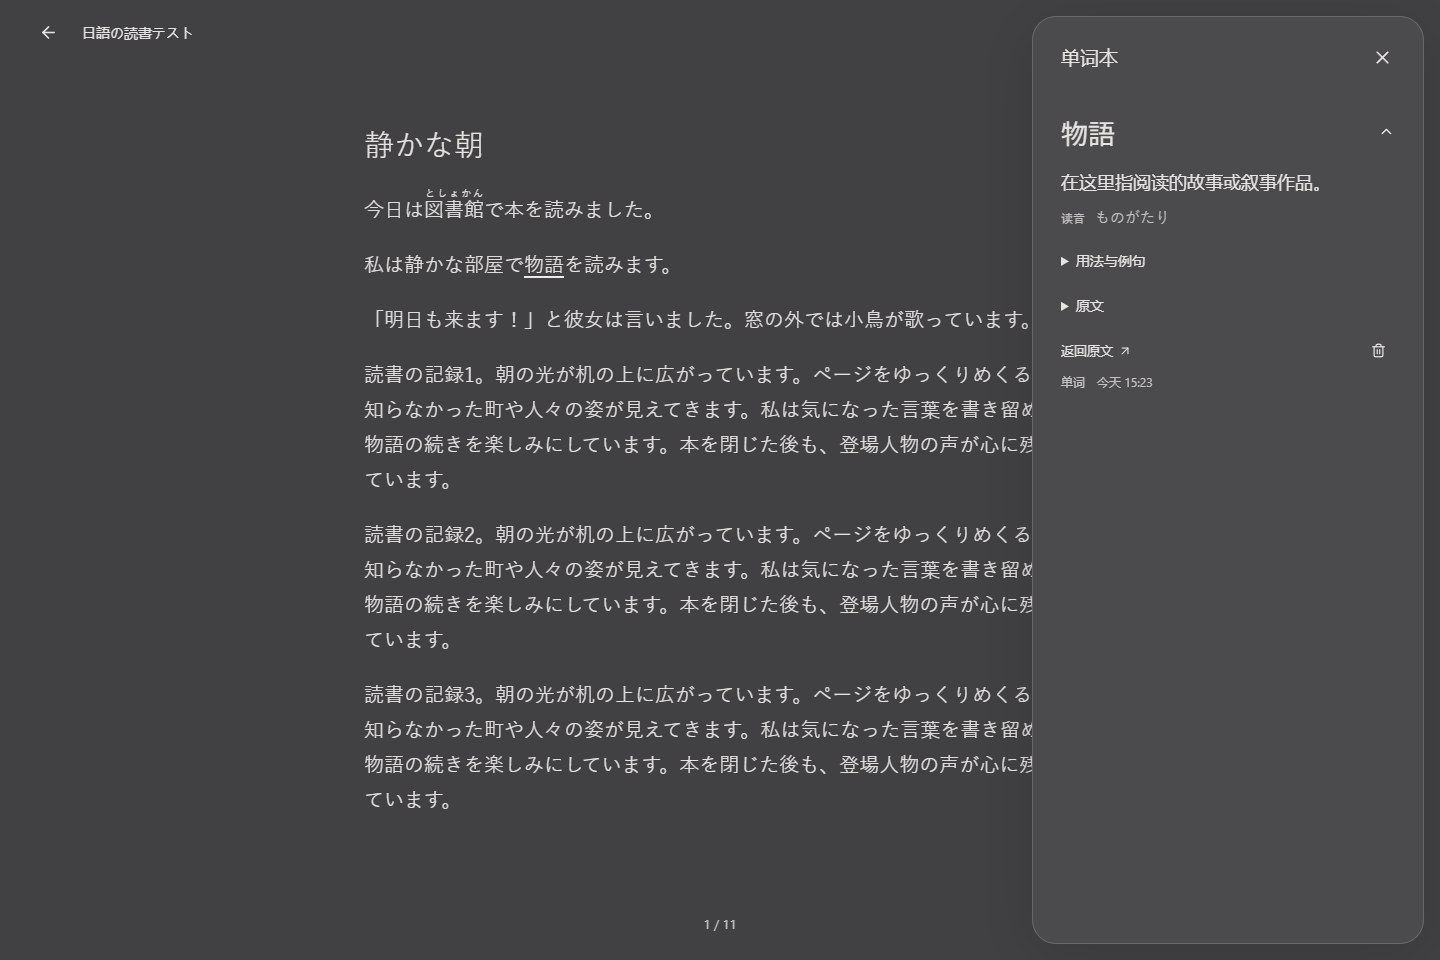 日語の読書テスト
静かな朝
としょかん
今日は図書館で本を読みました。
私は静かな部屋で物語を読みます。
「明日も来ます！」と彼女は言いました。窓の外では小鳥が歌っています。
読書の記録1。朝の光が机の上に広がっています。ページをゆっくりめくる
知らなかった町や人々の姿が見えてきます。私は気になった言葉を書き留め
物語の続きを楽しみにしています。本を閉じた後も、登場人物の声が心に残
ています。
読書の記録2。朝の光が机の上に広がっています。ページをゆっくりめくる
知らなかった町や人々の姿が見えてきます。私は気になった言葉を書き留め
物語の続きを楽しみにしています。本を閉じた後も、登場人物の声が心に残
ています。
読書の記録3。朝の光が机の上に広がっています。ページをゆっくりめくる
知らなかった町や人々の姿が見えてきます。私は気になった言葉を書き留め
物語の続きを楽しみにしています。本を閉じた後も、登場人物の声が心に残
ています。
1 / 11
单词本
物語
在这里指阅读的故事或叙事作品。
读音 ものがたり
用法与例句
原文
返回原文
单词 今天 15:23